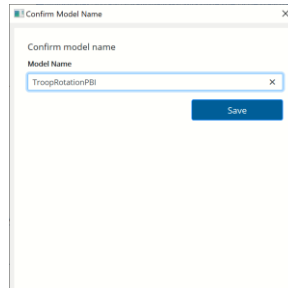 Confirm Model Name
Confirm model name
Model Name
TroopRotationPBI
Save